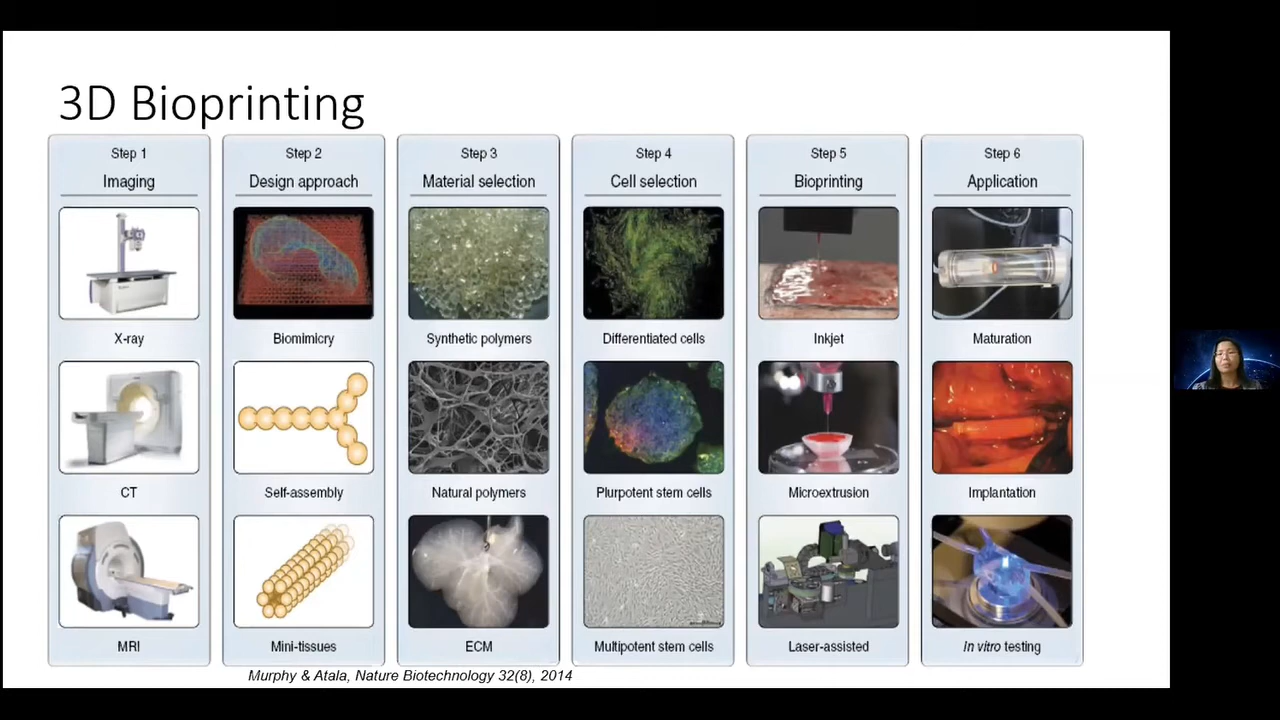 3D Bioprinting
Step 1
Imaging
X-ray
CT
MRI
Step 2
Design approach
Biomimicry
Self-assembly
Mini-tissues
Step 3
Material selection
Synthetic polymers
Natural polymers
ECM
Step 4
Cell selection
Differentiated cells
Plurpotent stem cells
Multipotent stem cells
Step 5
Bioprinting
Inkjet
Microextrusion
Laser-assisted
Step 6
Application
Maturation
Implantation
In vitro testing
Murphy & Atala, Nature Biotechnology 32(8), 2014